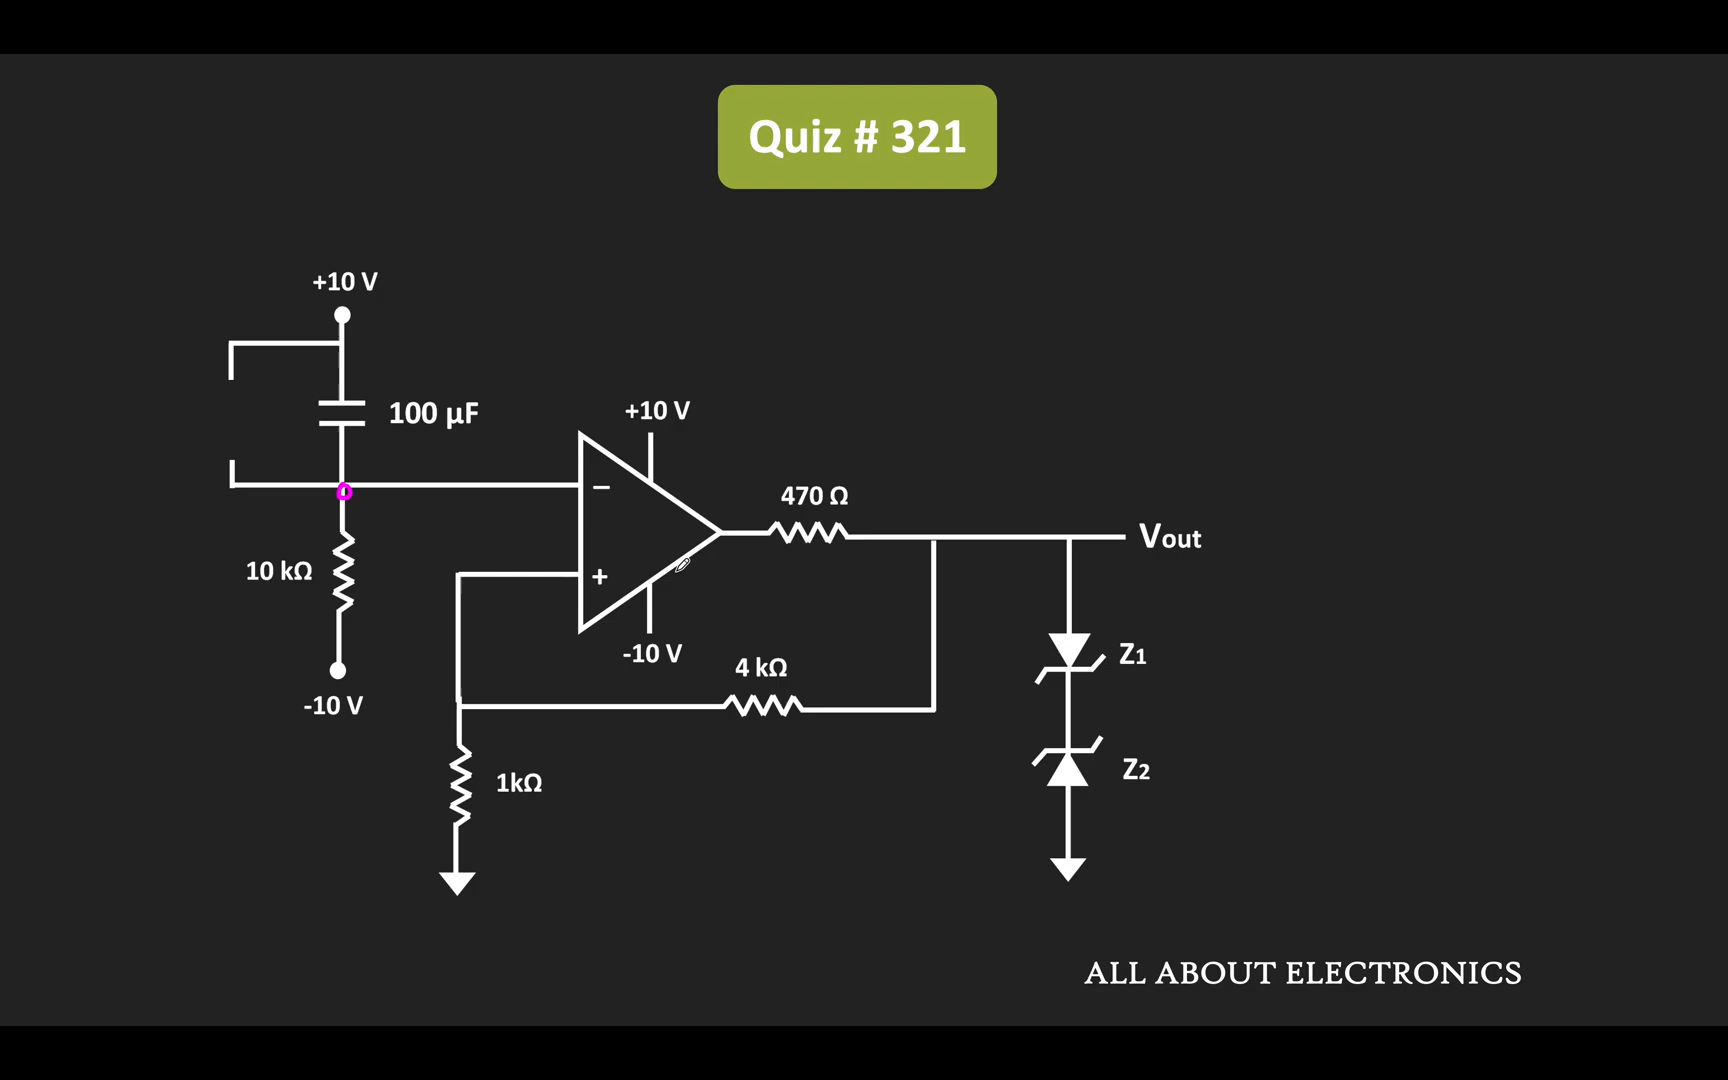 Quiz # 321
+10 V
100 µF
+10 V
−
470 Ω
Vout
10 kΩ
+
-10 V
4 kΩ
Z1
-10 V
1kΩ
Z2
ALL ABOUT ELECTRONICS